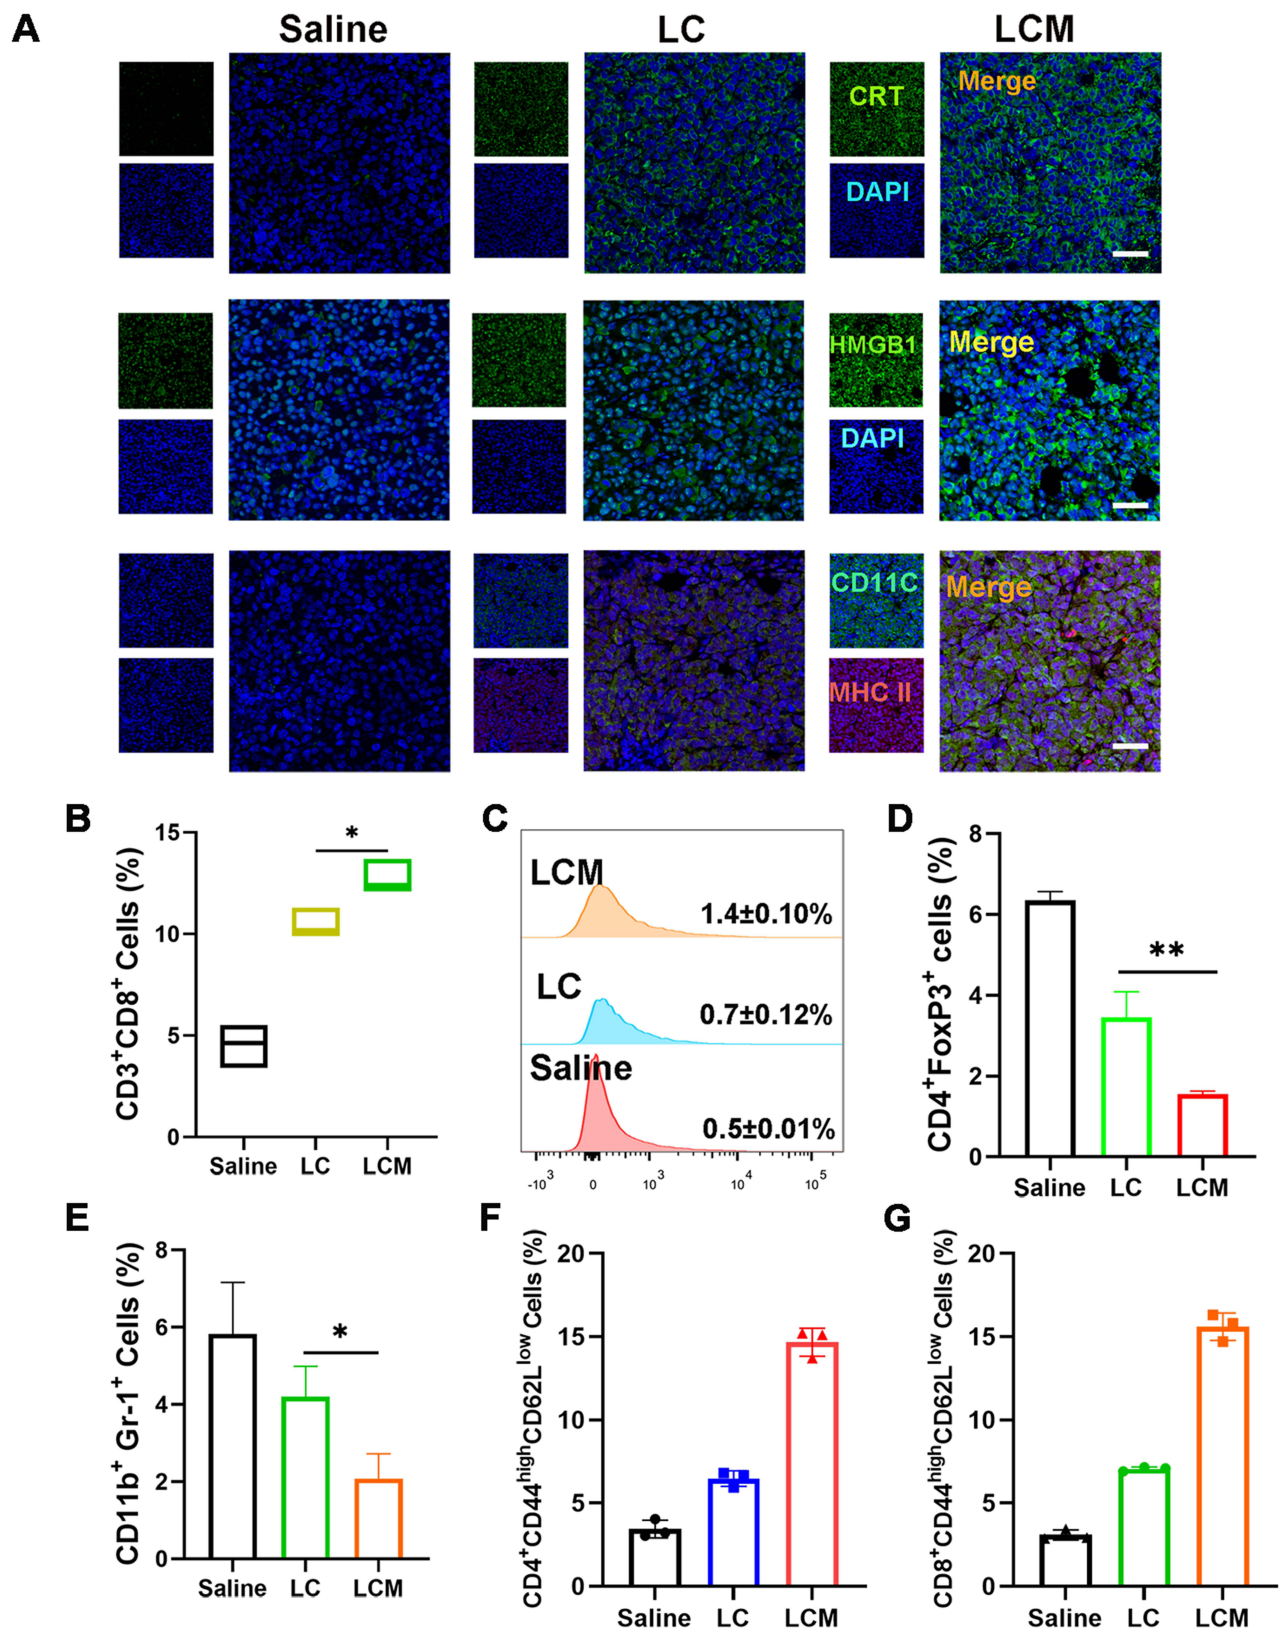 A
Saline
LC
LCM
CRT
Merge
DAPI
HMGB1
Merge
DAPI
CD11C
Merge
MHC II
B
CD3+CD8+ Cells (%)
15
10
5
0
*
Saline
LC
LCM
C
LCM
1.4±0.10%
LC
0.7±0.12%
Saline
0.5±0.01%
-10³
0
10³
10⁴
10⁵
D
CD4+FoxP3+ cells (%)
8
6
4
2
0
**
Saline
LC
LCM
E
CD11b+ Gr-1+ Cells (%)
8
6
4
2
0
*
Saline
LC
LCM
F
CD4+CD44highCD62Llow Cells (%)
20
15
10
5
0
Saline
LC
LCM
G
CD8+CD44highCD62Llow Cells (%)
20
15
10
5
0
Saline
LC
LCM